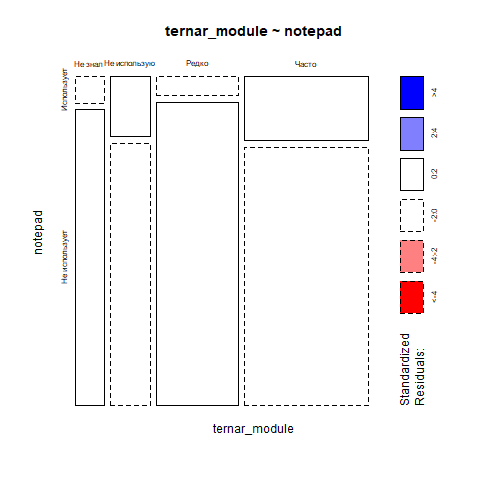 ternar_module ~ notepad
Не знал Не использую Редко Часто
Использует
Не использует
notepad
ternar_module
>4
2:4
0:2
-2:0
-4:-2
<-4
Standardized
Residuals: